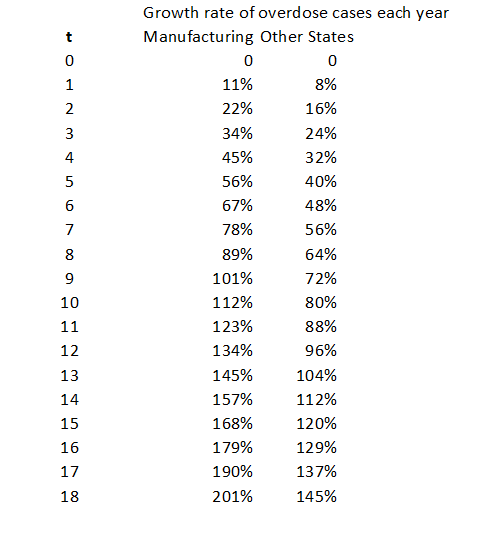 Growth rate of overdose cases each year
t Manufacturing Other States
0 0 0
1 11% 8%
2 22% 16%
3 34% 24%
4 45% 32%
5 56% 40%
6 67% 48%
7 78% 56%
8 89% 64%
9 101% 72%
10 112% 80%
11 123% 88%
12 134% 96%
13 145% 104%
14 157% 112%
15 168% 120%
16 179% 129%
17 190% 137%
18 201% 145%